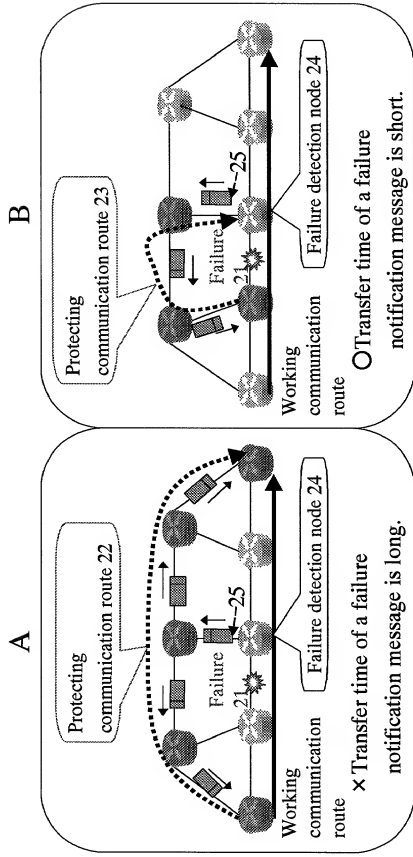 A
Protecting
communication route 22
Failure
21
25
Working
communication
route
Failure detection node 24
×Transfer time of a failure
notification message is long.
B
Protecting
communication route 23
Failure
21
25
Working
communication
route
Failure detection node 24
○Transfer time of a failure
notification message is short.